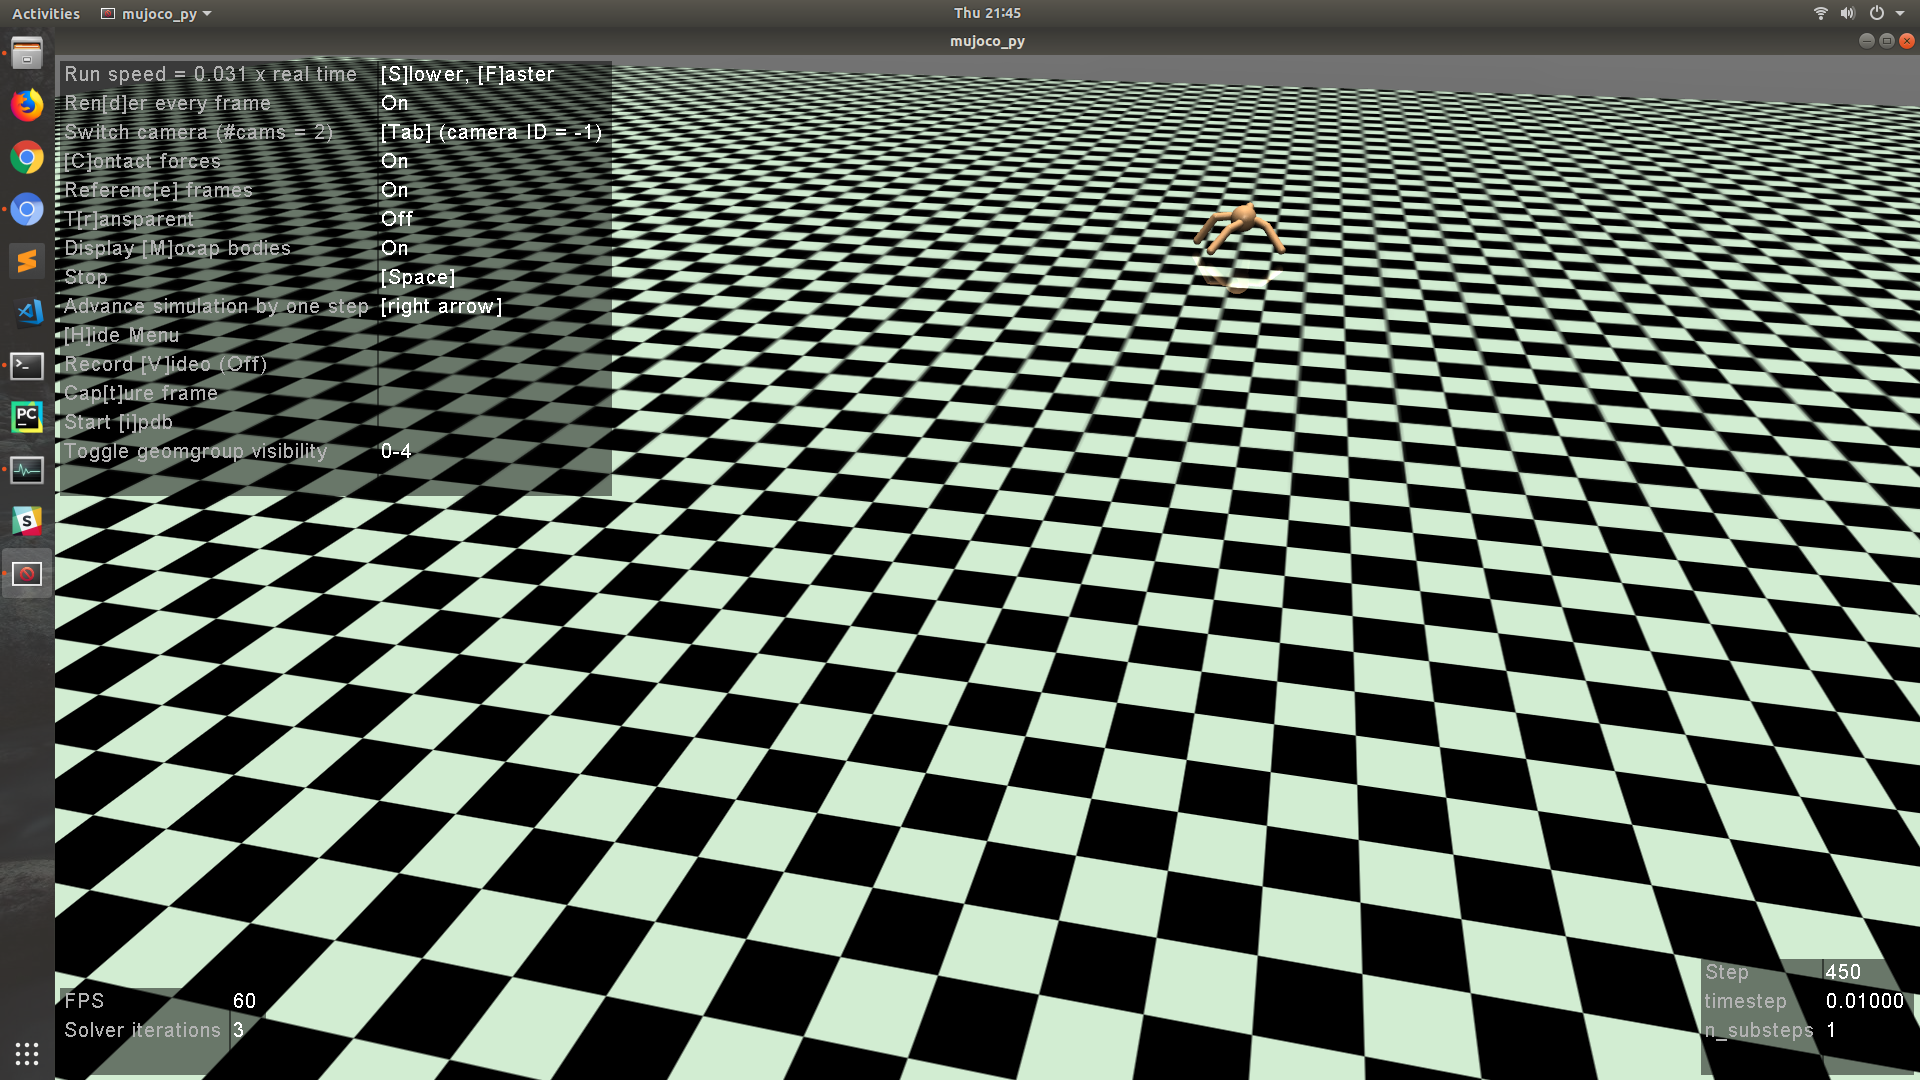 Activities mujoco_py Thu 21:45
mujoco_py
Run speed = 0.031 x real time [S]lower, [F]aster
Ren[d]er every frame On
Switch camera (#cams = 2) [Tab] (camera ID = -1)
[C]ontact forces On
Referenc[e] frames On
T[r]ansparent Off
Display [M]ocap bodies On
Stop [Space]
Advance simulation by one step [right arrow]
[H]ide Menu
Record [V]ideo (Off)
Cap[t]ure frame
Start [i]pdb
Toggle geomgroup visibility 0-4
PC
S
Step 450
timestep 0.01000
n_substeps 1
FPS 60
Solver iterations 3